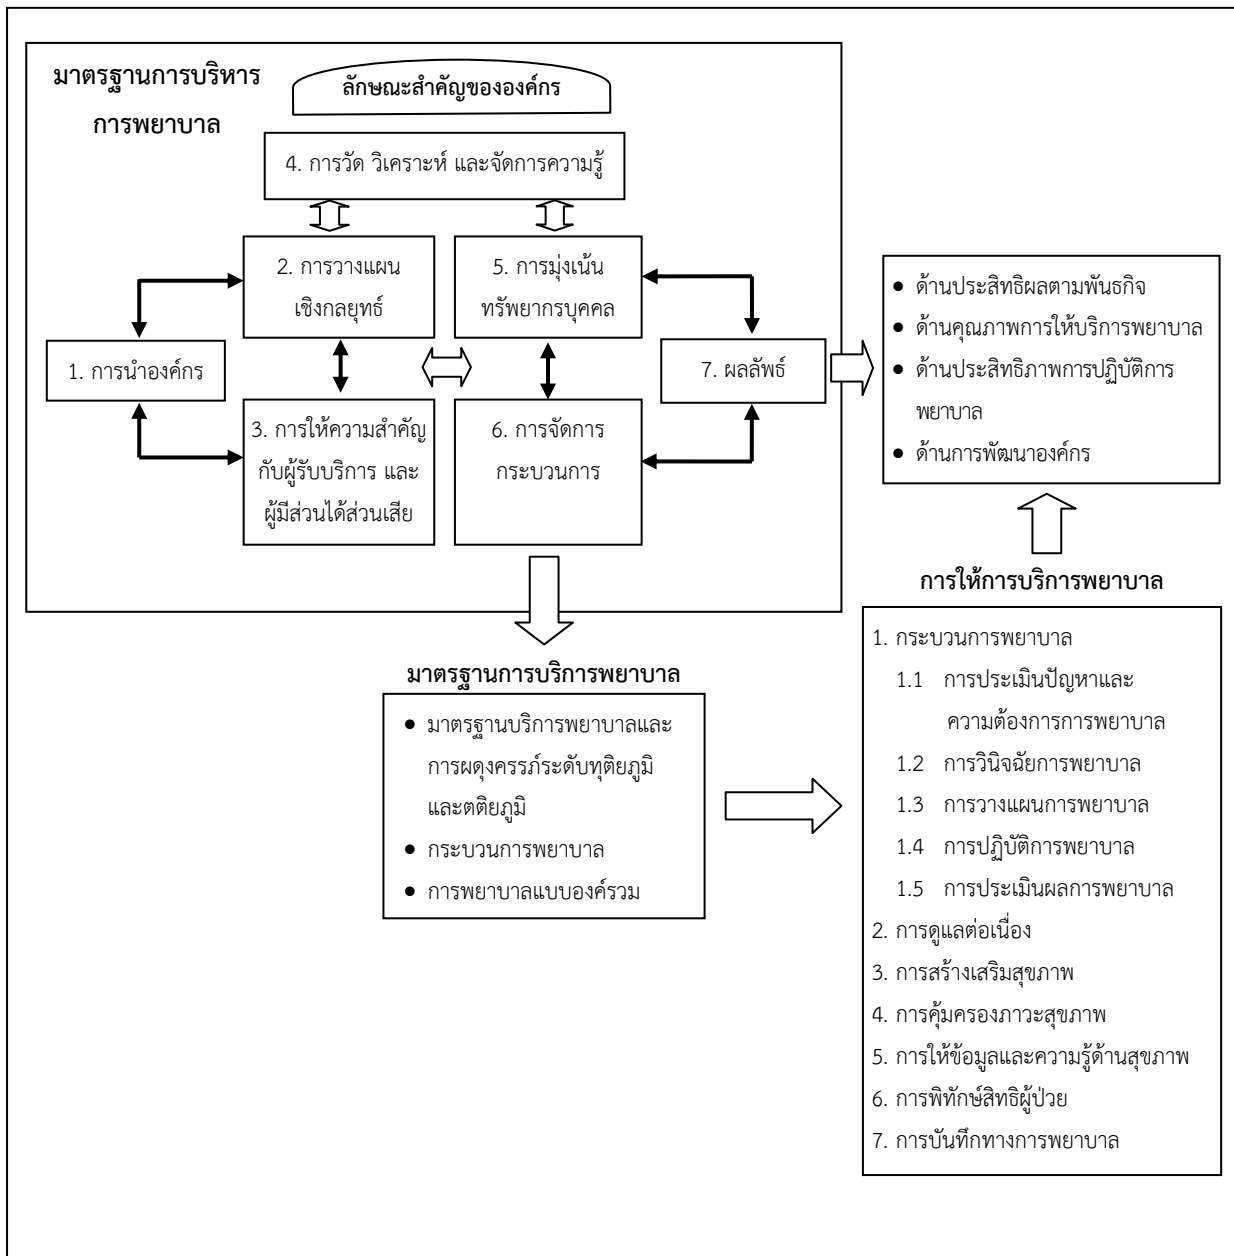 มาตรฐานการบริหาร
การพยาบาล
ลักษณะสำคัญขององค์กร
4. การวัด วิเคราะห์ และจัดการความรู้
2. การวางแผน
เชิงกลยุทธ์
5. การมุ่งเน้น
ทรัพยากรบุคคล
1. การนำองค์กร
7. ผลลัพธ์
3. การให้ความสำคัญ
กับผู้รับบริการ และ
ผู้มีส่วนได้ส่วนเสีย
6. การจัดการ
กระบวนการ
● ด้านประสิทธิผลตามพันธกิจ
● ด้านคุณภาพการให้บริการพยาบาล
● ด้านประสิทธิภาพการปฏิบัติการ
พยาบาล
● ด้านการพัฒนาองค์กร
มาตรฐานการบริการพยาบาล
● มาตรฐานบริการพยาบาลและ
การผดุงครรภ์ระดับทุติยภูมิ
และตติยภูมิ
● กระบวนการพยาบาล
● การพยาบาลแบบองค์รวม
การให้การบริการพยาบาล
1. กระบวนการพยาบาล
1.1 การประเมินปัญหาและ
ความต้องการการพยาบาล
1.2 การวินิจฉัยการพยาบาล
1.3 การวางแผนการพยาบาล
1.4 การปฏิบัติการพยาบาล
1.5 การประเมินผลการพยาบาล
2. การดูแลต่อเนื่อง
3. การสร้างเสริมสุขภาพ
4. การคุ้มครองภาวะสุขภาพ
5. การให้ข้อมูลและความรู้ด้านสุขภาพ
6. การพิทักษ์สิทธิผู้ป่วย
7. การบันทึกทางการพยาบาล